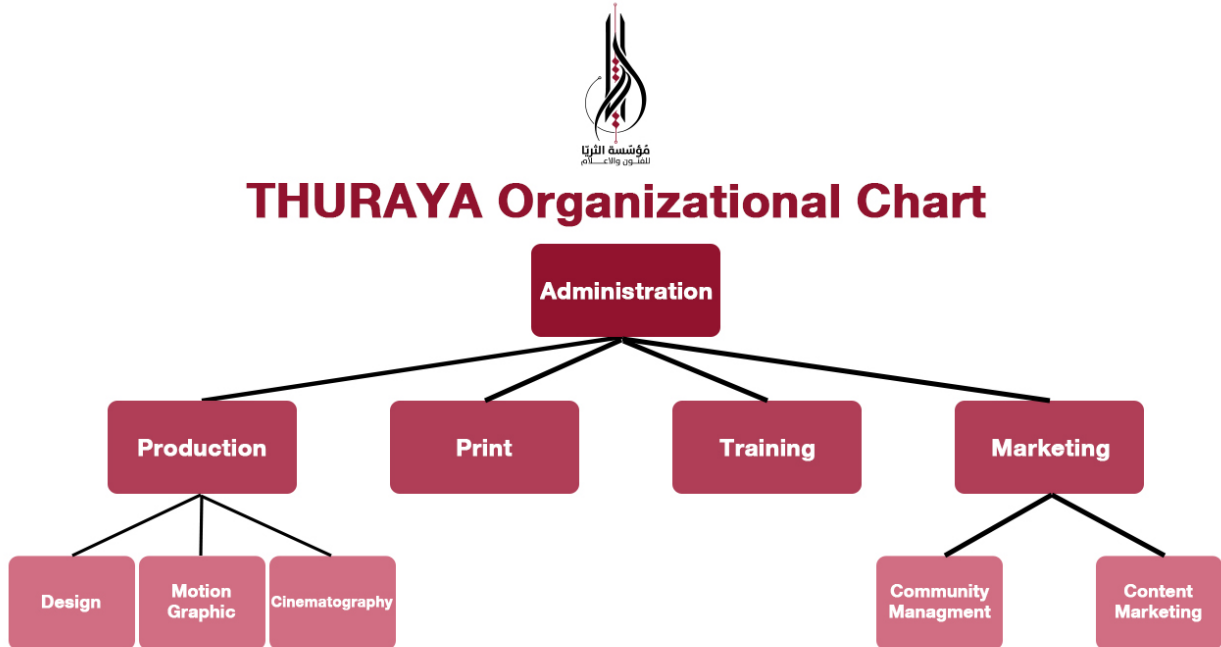 مؤسسة الثريّا
للفنون والاعلام
THURAYA Organizational Chart
Administration
Production
Print
Training
Marketing
Design
Motion
Graphic
Cinematography
Community
Managment
Content
Marketing